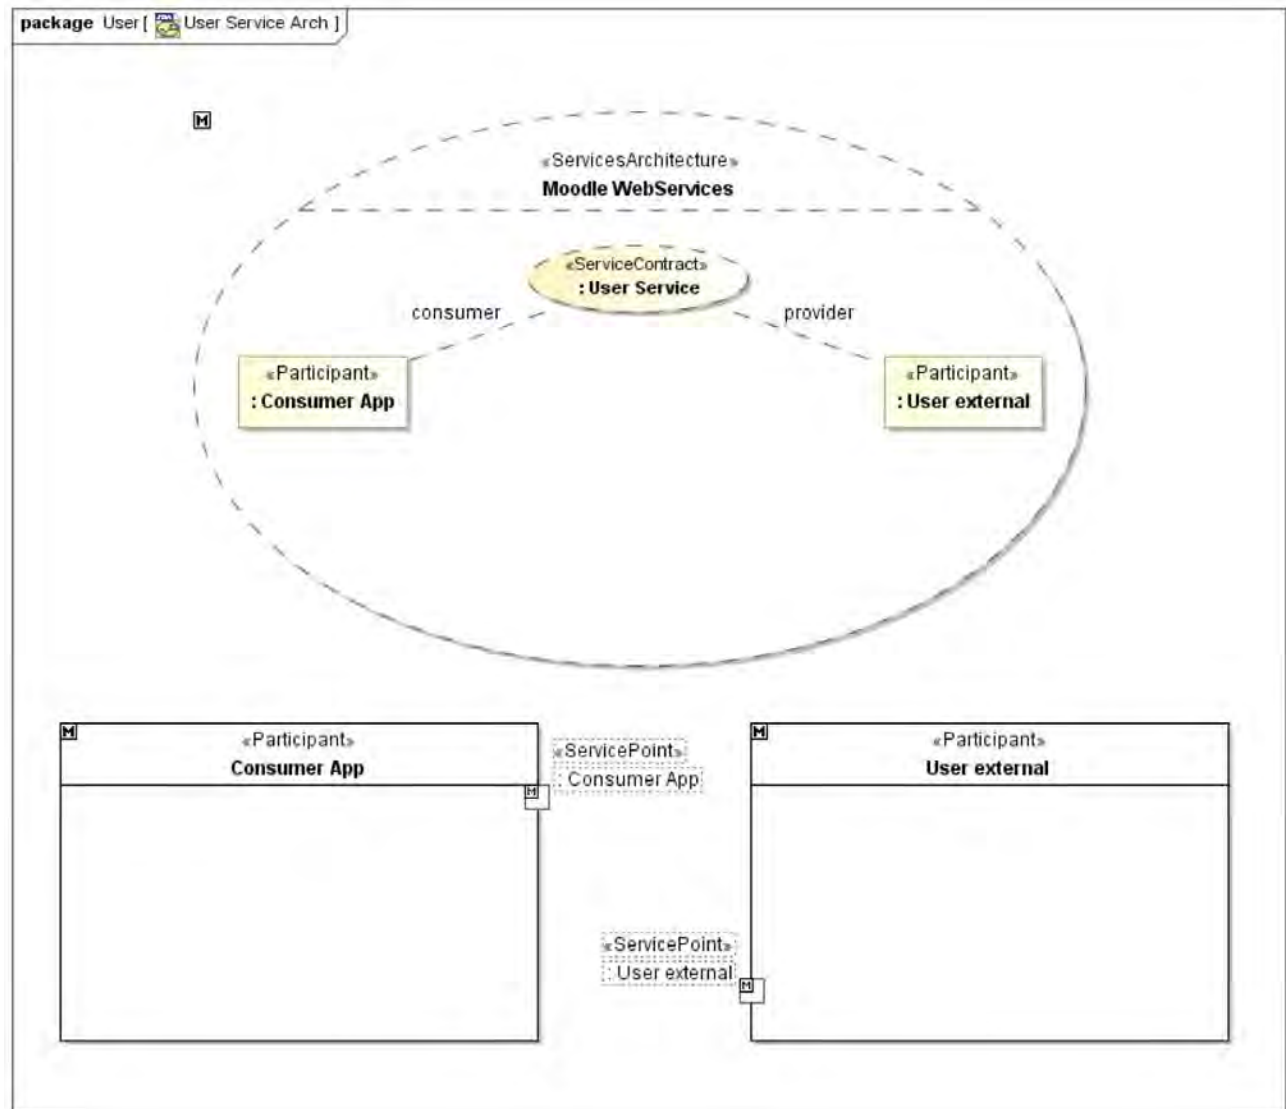 package User [ User Service Arch ]
M
«ServicesArchitecture»
Moodle WebServices
«ServiceContract»
: User Service
consumer
provider
«Participant»
: Consumer App
«Participant»
: User external
M
«Participant»
Consumer App
«ServicePoint»
: Consumer App
M
M
«Participant»
User external
«ServicePoint»
: User external
M